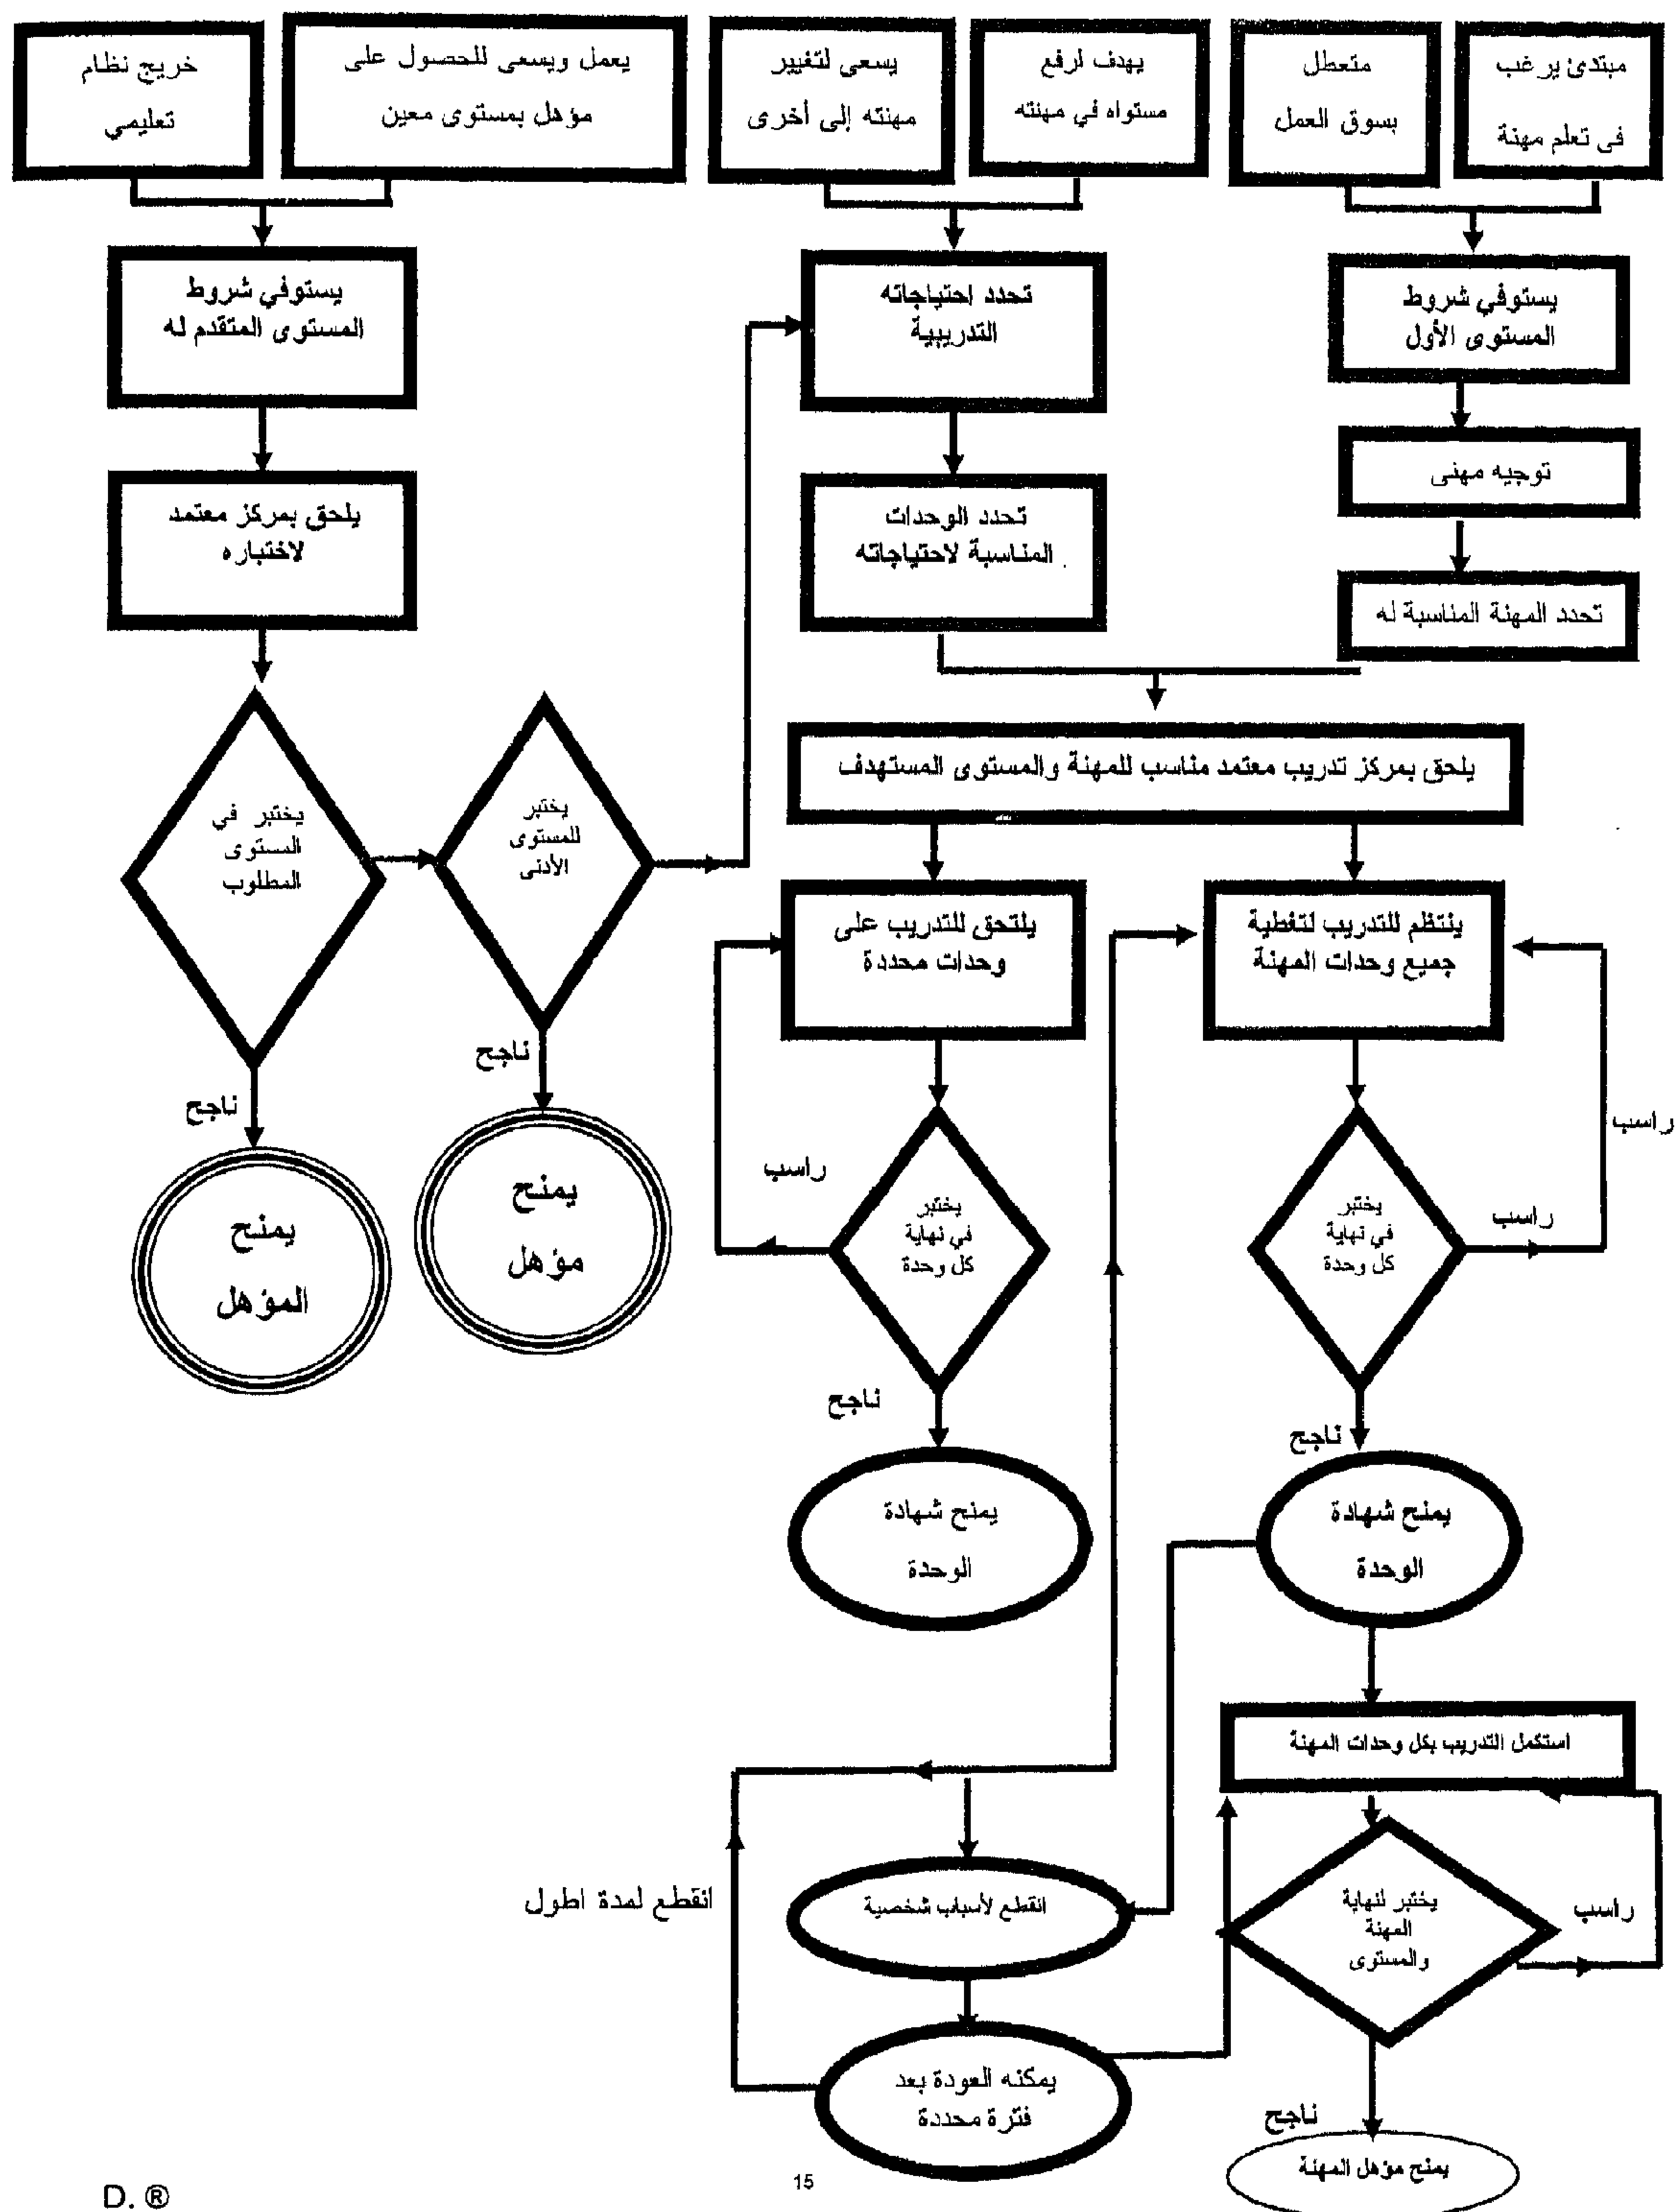 مبتدئ يرغب
فى تعلم مهنة
متعطل
بسوق العمل
يهدف لرفع
مستواه في مهنته
يسعى لتغيير
مهنته إلى أخرى
يعمل ويسعى للحصول على
مؤهل بمستوى معين
خريج نظام
تعليمي
يستوفي شروط
المستوى الأول
تحدد احتياجاته
التدريبية
يستوفي شروط
المستوى المتقدم له
توجيه مهنى
تحدد الوحدات
المناسبة لاحتياجاته
يلحق بمركز معتمد
لاختباره
تحدد المهنة المناسبة له
يلحق بمركز تدريب معتمد مناسب للمهنة والمستوى المستهدف
يختبر
للمستوى
الأدنى
يختبر في
المستوى
المطلوب
ينتظم للتدريب لتغطية
جميع وحدات المهنة
يلتحق للتدريب على
وحدات محددة
ناجح
ناجح
راسب
راسب
راسب
يختبر
في نهاية
كل وحدة
يختبر
في نهاية
كل وحدة
يمنح
مؤهل
يمنح
المؤهل
ناجح
ناجح
يمنح شهادة
الوحدة
يمنح شهادة
الوحدة
استكمل التدريب بكل وحدات المهنة
يختبر لنهاية
المهنة
والمستوى
راسب
انقطع لأسباب شخصية
انقطع لمدة اطول
يمكنه العودة بعد
فترة محددة
ناجح
يمنح مؤهل المهنة
15
D. ®